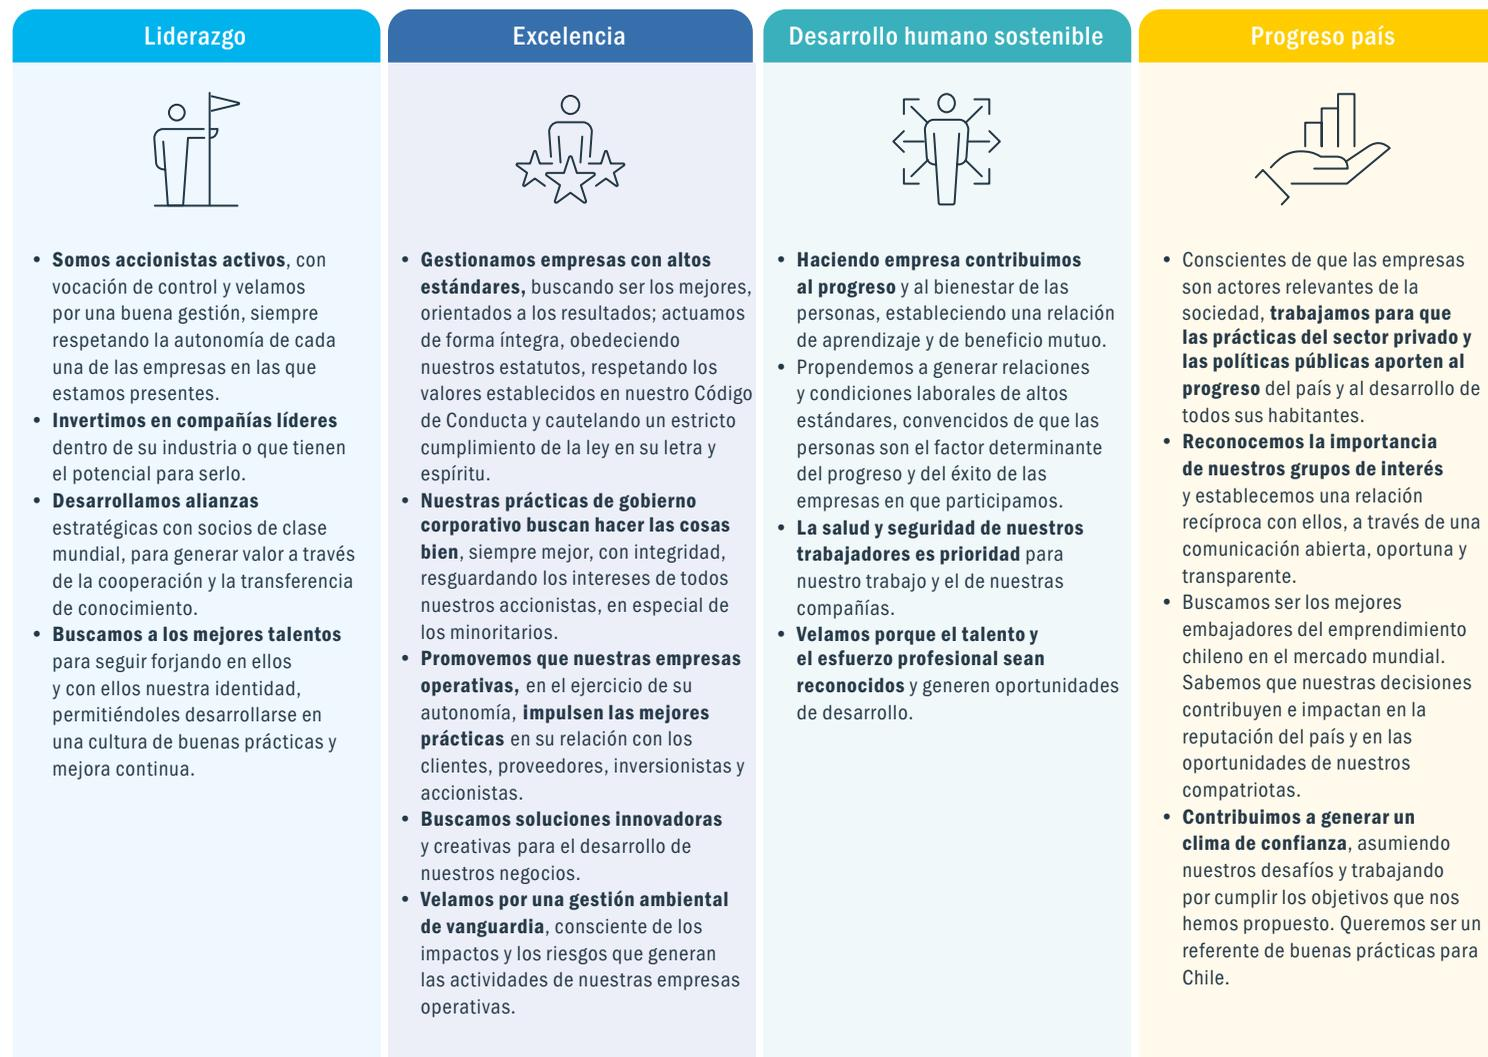 Liderazgo
• Somos accionistas activos, con
vocación de control y velamos
por una buena gestión, siempre
respetando la autonomía de cada
una de las empresas en las que
estamos presentes.
• Invertimos en compañías líderes
dentro de su industria o que tienen
el potencial para serlo.
• Desarrollamos alianzas
estratégicas con socios de clase
mundial, para generar valor a través
de la cooperación y la transferencia
de conocimiento.
• Buscamos a los mejores talentos
para seguir forjando en ellos
y con ellos nuestra identidad,
permitiéndoles desarrollarse en
una cultura de buenas prácticas y
mejora continua.
Excelencia
• Gestionamos empresas con altos
estándares, buscando ser los mejores,
orientados a los resultados; actuamos
de forma íntegra, obedeciendo
nuestros estatutos, respetando los
valores establecidos en nuestro Código
de Conducta y cautelando un estricto
cumplimiento de la ley en su letra y
espíritu.
• Nuestras prácticas de gobierno
corporativo buscan hacer las cosas
bien, siempre mejor, con integridad,
resguardando los intereses de todos
nuestros accionistas, en especial de
los minoritarios.
• Promovemos que nuestras empresas
operativas, en el ejercicio de su
autonomía, impulsen las mejores
prácticas en su relación con los
clientes, proveedores, inversionistas y
accionistas.
• Buscamos soluciones innovadoras
y creativas para el desarrollo de
nuestros negocios.
• Velamos por una gestión ambiental
de vanguardia, consciente de los
impactos y los riesgos que generan
las actividades de nuestras empresas
operativas.
Desarrollo humano sostenible
• Haciendo empresa contribuimos
al progreso y al bienestar de las
personas, estableciendo una relación
de aprendizaje y de beneficio mutuo.
• Propendemos a generar relaciones
y condiciones laborales de altos
estándares, convencidos de que las
personas son el factor determinante
del progreso y del éxito de las
empresas en que participamos.
• La salud y seguridad de nuestros
trabajadores es prioridad para
nuestro trabajo y el de nuestras
compañías.
• Velamos porque el talento y
el esfuerzo profesional sean
reconocidos y generen oportunidades
de desarrollo.
Progreso país
• Conscientes de que las empresas
son actores relevantes de la
sociedad, trabajamos para que
las prácticas del sector privado y
las políticas públicas aporten al
progreso del país y al desarrollo de
todos sus habitantes.
• Reconocemos la importancia
de nuestros grupos de interés
y establecemos una relación
recíproca con ellos, a través de una
comunicación abierta, oportuna y
transparente.
• Buscamos ser los mejores
embajadores del emprendimiento
chileno en el mercado mundial.
Sabemos que nuestras decisiones
contribuyen e impactan en la
reputación del país y en las
oportunidades de nuestros
compatriotas.
• Contribuimos a generar un
clima de confianza, asumiendo
nuestros desafíos y trabajando
por cumplir los objetivos que nos
hemos propuesto. Queremos ser un
referente de buenas prácticas para
Chile.